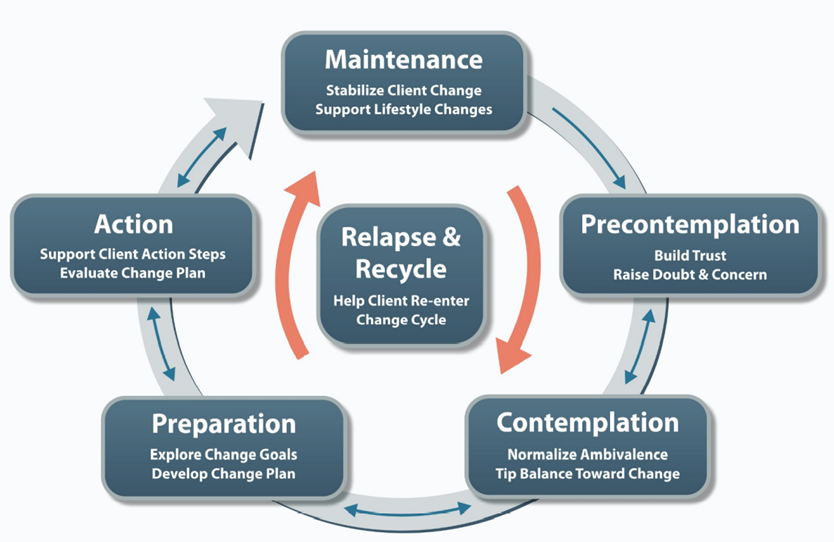 Maintenance
Stabilize Client Change
Support Lifestyle Changes
Action
Support Client Action Steps
Evaluate Change Plan
Relapse &
Recycle
Help Client Re-enter
Change Cycle
Precontemplation
Build Trust
Raise Doubt & Concern
Preparation
Explore Change Goals
Develop Change Plan
Contemplation
Normalize Ambivalence
Tip Balance Toward Change